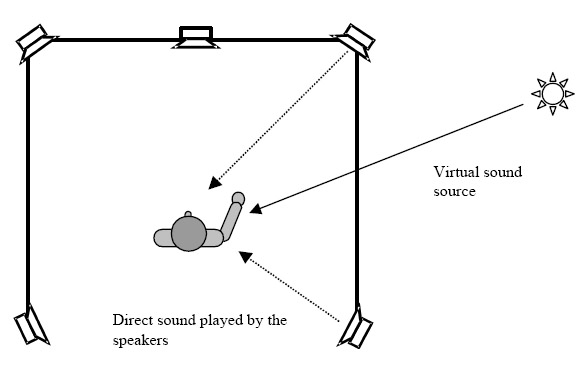 Virtual sound
source
Direct sound played by the
speakers